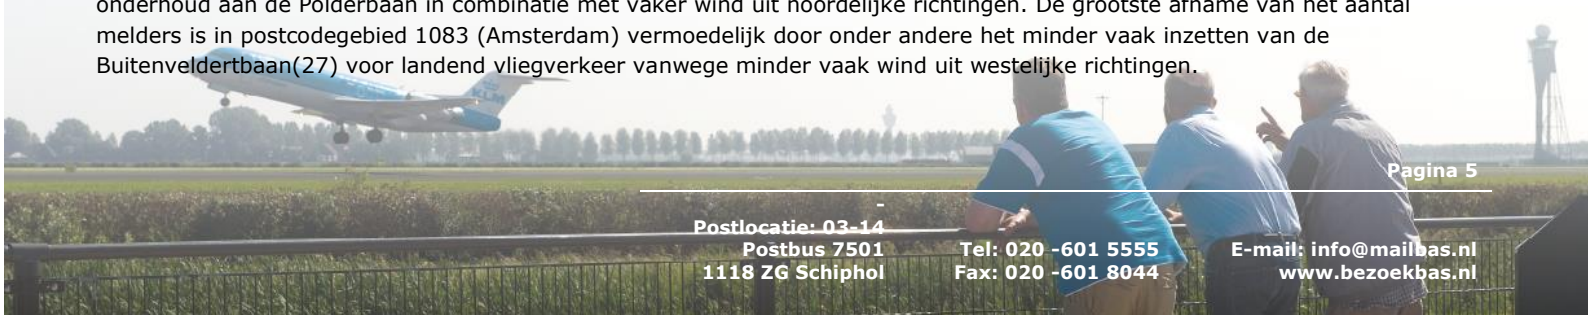 onderhoud aan de Polderbaan in combinatie met vaker wind uit noordelijke richtingen. De grootste afname van het aantal
melders is in postcodegebied 1083 (Amsterdam) vermoedelijk door onder andere het minder vaak inzetten van de
Buitenveldertbaan(27) voor landend vliegverkeer vanwege minder vaak wind uit westelijke richtingen.
KLM
Pagina 5
-
Postlocatie: 03-14
Postbus 7501 Tel: 020 -601 5555 E-mail: info@mailbas.nl
1118 ZG Schiphol Fax: 020 -601 8044 www.bezoekbas.nl